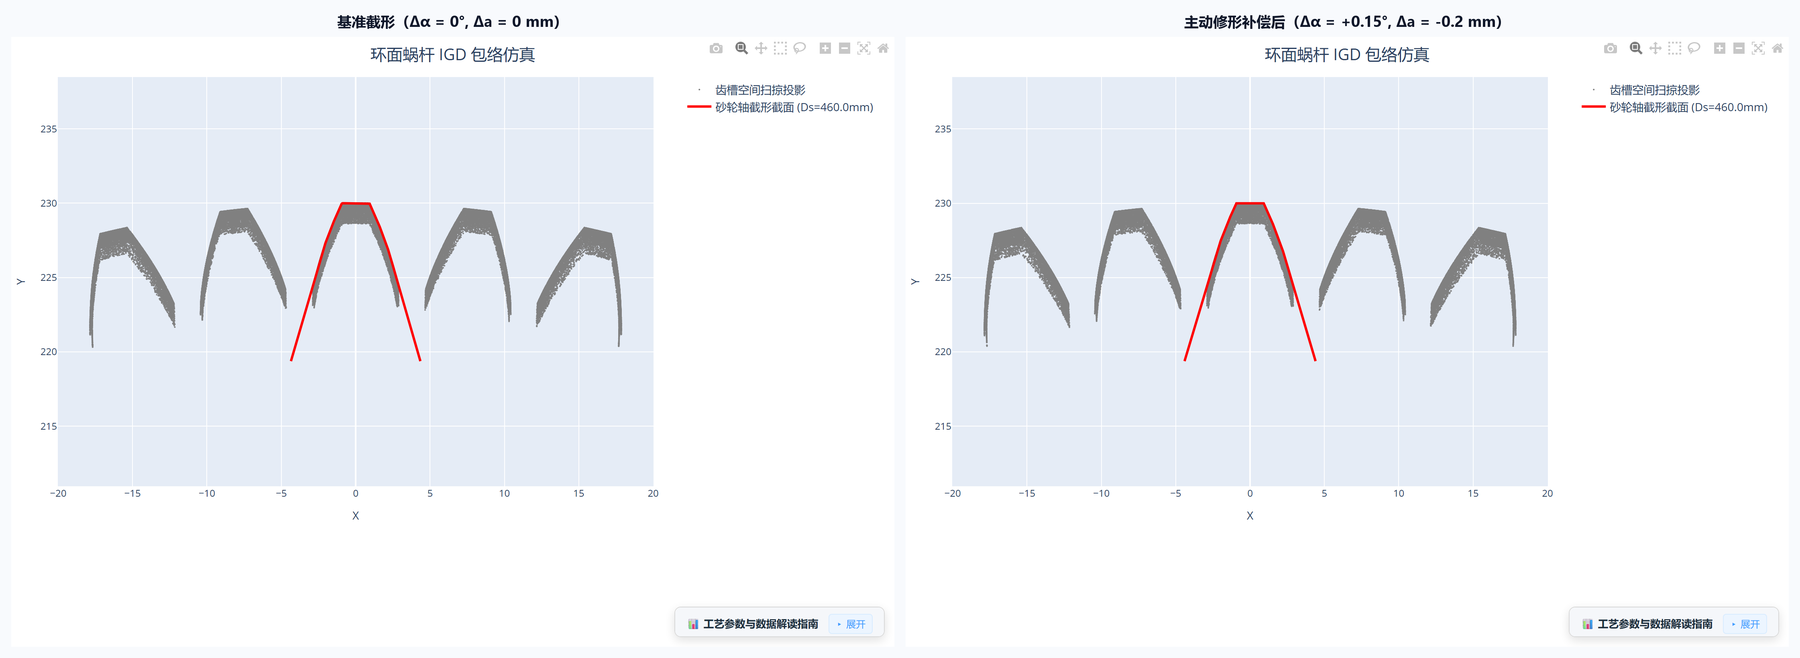 基准截形（Δα = 0°, Δa = 0 mm）
环面蜗杆 IGD 包络仿真
齿槽空间扫掠投影
砂轮轴截形截面 (Ds=460.0mm)
235
230
225
220
215
Y
−20 −15 −10 −5 0 5 10 15 20
X
工艺参数与数据解读指南
▸ 展开
主动修形补偿后（Δα = +0.15°, Δa = -0.2 mm）
环面蜗杆 IGD 包络仿真
齿槽空间扫掠投影
砂轮轴截形截面 (Ds=460.0mm)
235
230
225
220
215
Y
−20 −15 −10 −5 0 5 10 15 20
X
工艺参数与数据解读指南
▸ 展开